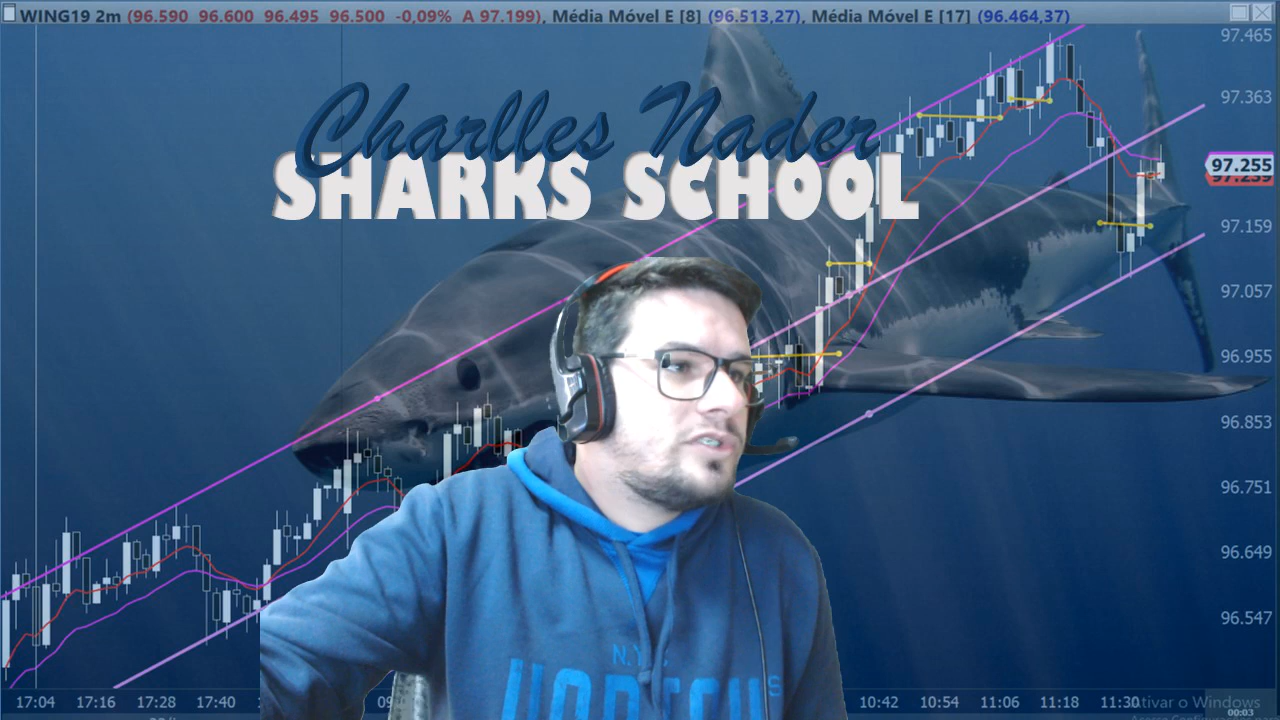 WING19 2m (96.590 96.600 96.495 96.500 -0,09% A 97.199), Média Móvel E [8] (96.513,27), Média Móvel E [17] (96.464,37)
97.465
Charlles Nader
97.363
SHARKS SCHOOL
97.255
97.159
97.057
96.955
96.853
96.751
96.649
96.547
N.Y.C
17:04 17:16 17:28 17:40 10:42 10:54 11:06 11:18 11:30
Ativar o Windows
00:03